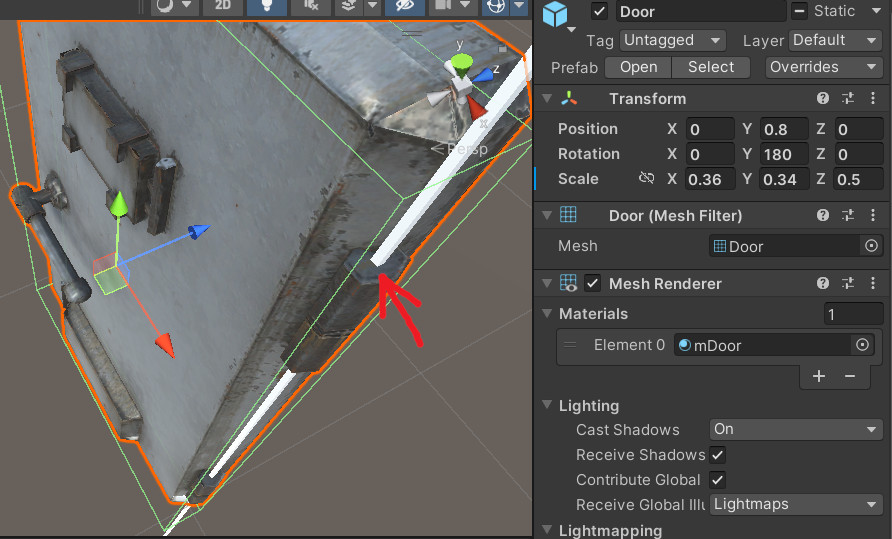 2D
y
z
x
Persp
Door
Static
Tag Untagged Layer Default
Prefab Open Select Overrides
Transform
Position X 0 Y 0.8 Z 0
Rotation X 0 Y 180 Z 0
Scale X 0.36 Y 0.34 Z 0.5
Door (Mesh Filter)
Mesh Door
Mesh Renderer
Materials 1
Element 0 mDoor
+ −
Lighting
Cast Shadows On
Receive Shadows
Contribute Global
Receive Global Illu Lightmaps
Lightmapping